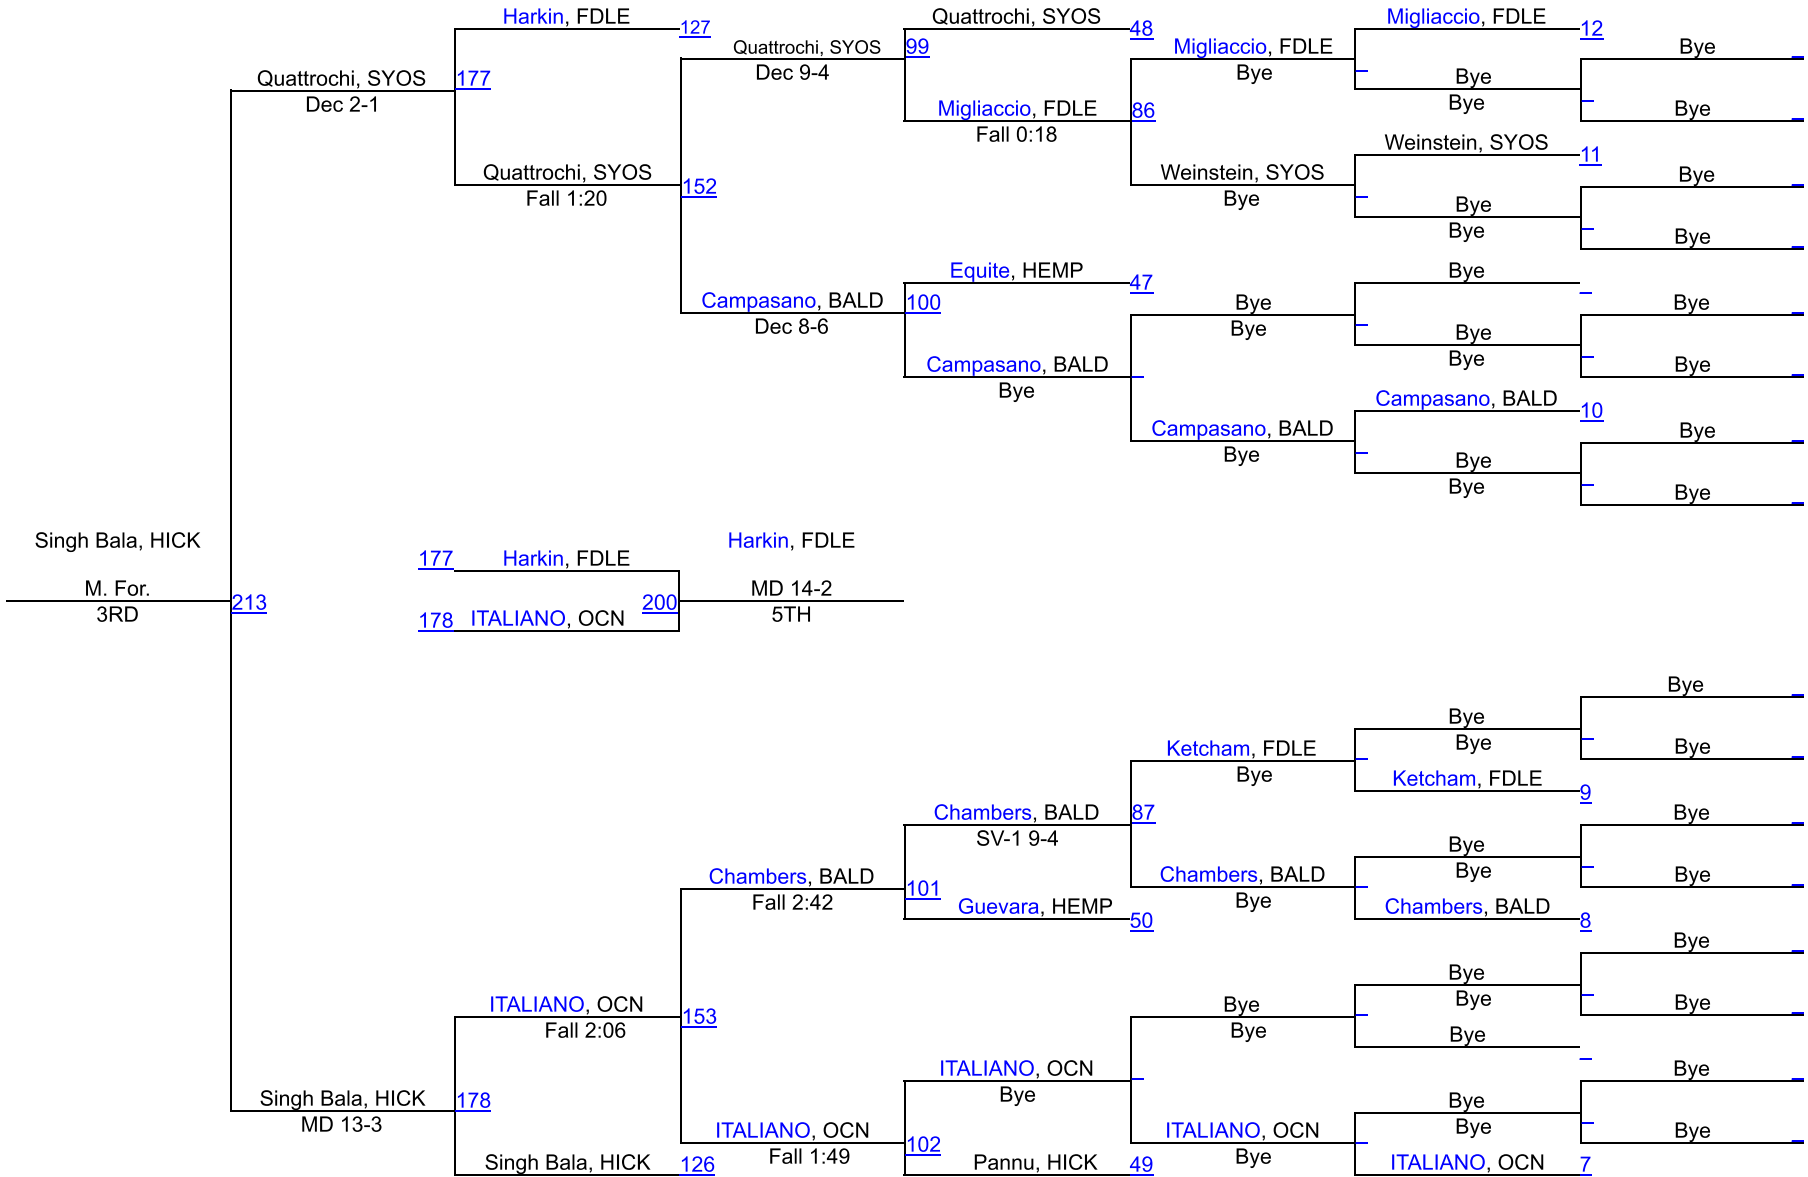 Harkin, FDLE
Quattrochi, SYOS
Migliaccio, FDLE
127
48
12
Quattrochi, SYOS
99
Migliaccio, FDLE
Bye
Dec 9-4
Bye
Quattrochi, SYOS
177
Bye
Dec 2-1
Bye
Migliaccio, FDLE
86
Bye
Fall 0:18
Weinstein, SYOS
11
Quattrochi, SYOS
Weinstein, SYOS
Bye
Fall 1:20
152
Bye
Bye
Bye
Bye
Equite, HEMP
Bye
47
Campasano, BALD
100
Bye
Bye
Dec 8-6
Bye
Bye
Campasano, BALD
Bye
Bye
Bye
Campasano, BALD
10
Campasano, BALD
Bye
Bye
Bye
Bye
Bye
Singh Bala, HICK
Harkin, FDLE
177
Harkin, FDLE
M. For.
MD 14-2
213
200
3RD
5TH
178
ITALIANO, OCN
Bye
Bye
Bye
Ketcham, FDLE
Bye
Bye
Ketcham, FDLE
9
Chambers, BALD
87
Bye
SV-1 9-4
Bye
Chambers, BALD
Chambers, BALD
Bye
Bye
101
Fall 2:42
Bye
Guevara, HEMP
Chambers, BALD
50
8
Bye
Bye
ITALIANO, OCN
Bye
Bye
Bye
153
Fall 2:06
Bye
Bye
ITALIANO, OCN
Bye
Bye
Singh Bala, HICK
178
Bye
MD 13-3
Bye
ITALIANO, OCN
ITALIANO, OCN
Bye
102
Fall 1:49
Bye
Singh Bala, HICK
126
Pannu, HICK
49
ITALIANO, OCN
7